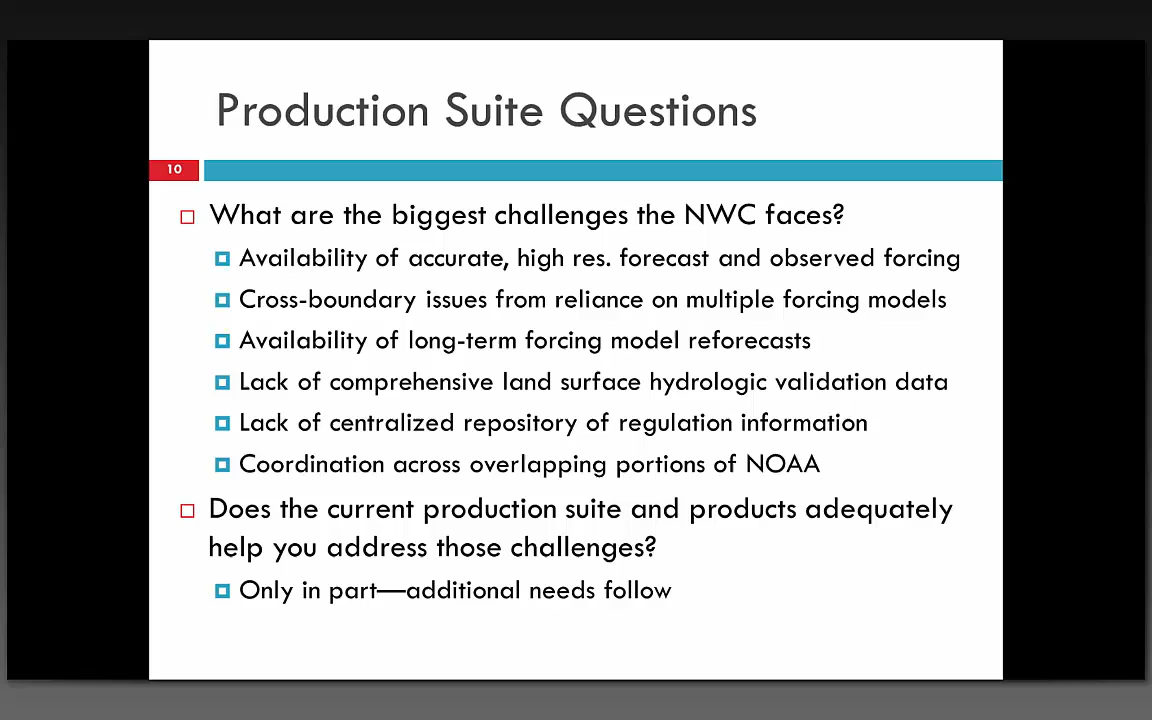 Production Suite Questions
10
What are the biggest challenges the NWC faces?
Availability of accurate, high res. forecast and observed forcing
Cross-boundary issues from reliance on multiple forcing models
Availability of long-term forcing model reforecasts
Lack of comprehensive land surface hydrologic validation data
Lack of centralized repository of regulation information
Coordination across overlapping portions of NOAA
Does the current production suite and products adequately
help you address those challenges?
Only in part—additional needs follow